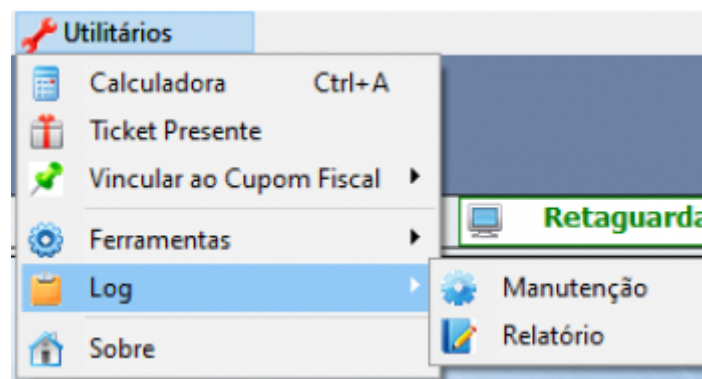 Utilitários
Calculadora Ctrl+A
Ticket Presente
Vincular ao Cupom Fiscal
Retaguarda
Ferramentas
Log
Manutenção
Relatório
Sobre